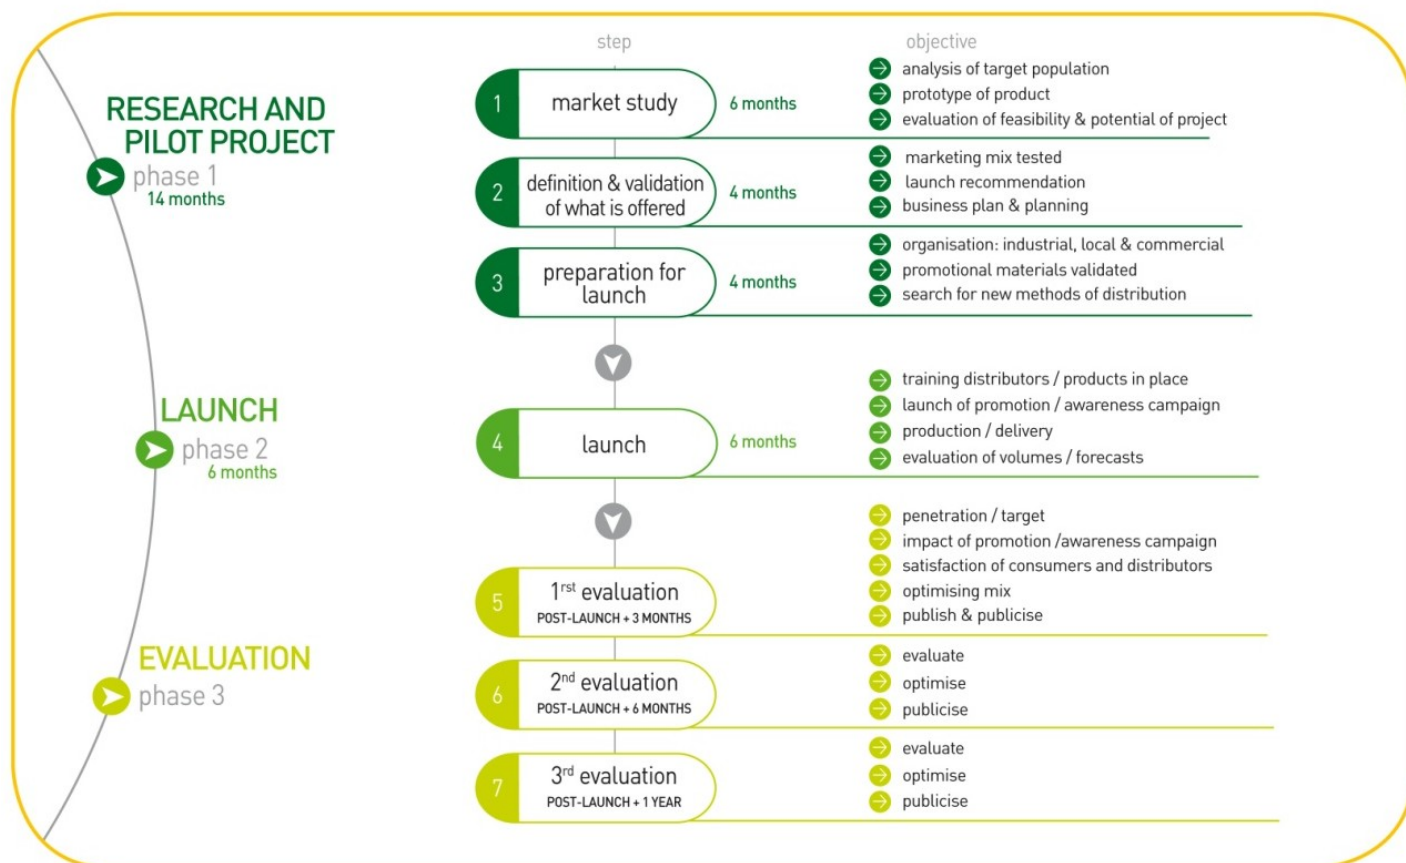 step
objective
RESEARCH AND
PILOT PROJECT
phase 1
14 months
1
market study
6 months
analysis of target population
prototype of product
evaluation of feasibility & potential of project
2
definition & validation
of what is offered
4 months
marketing mix tested
launch recommendation
business plan & planning
3
preparation for
launch
4 months
organisation: industrial, local & commercial
promotional materials validated
search for new methods of distribution
LAUNCH
phase 2
6 months
4
launch
6 months
training distributors / products in place
launch of promotion / awareness campaign
production / delivery
evaluation of volumes / forecasts
EVALUATION
phase 3
5
1rst evaluation
POST-LAUNCH + 3 MONTHS
penetration / target
impact of promotion /awareness campaign
satisfaction of consumers and distributors
optimising mix
publish & publicise
6
2nd evaluation
POST-LAUNCH + 6 MONTHS
evaluate
optimise
publicise
7
3rd evaluation
POST-LAUNCH + 1 YEAR
evaluate
optimise
publicise